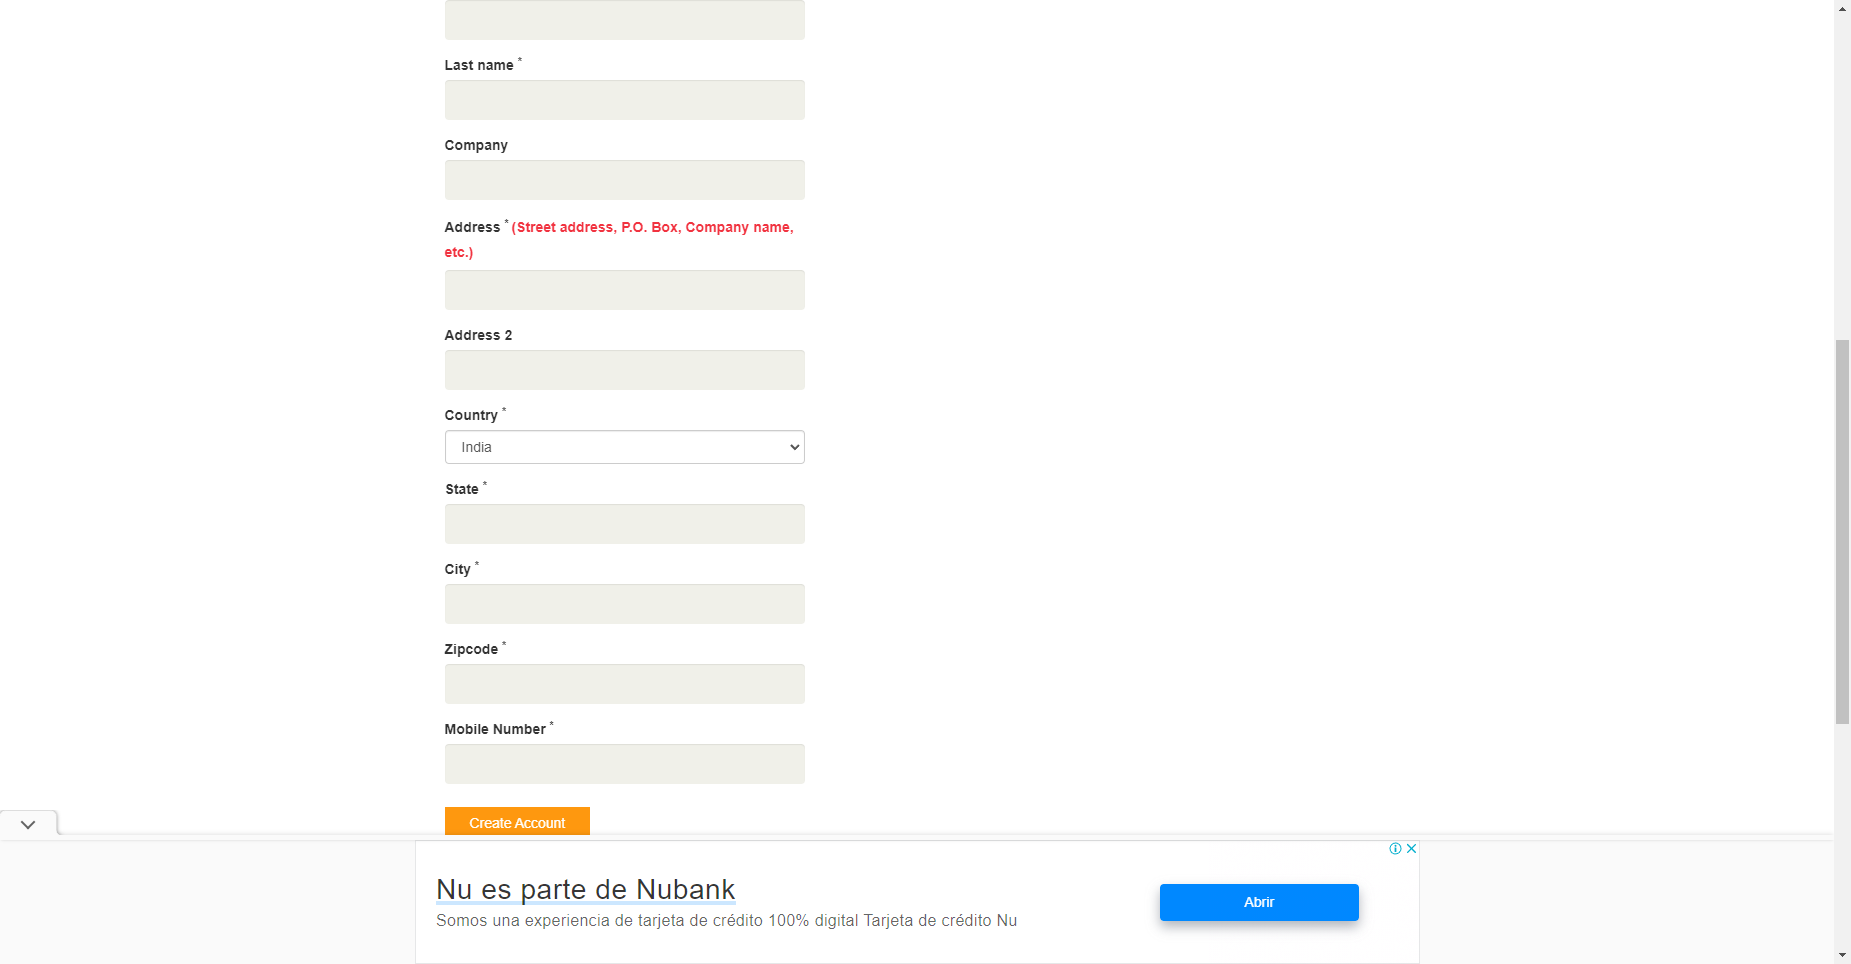 Last name *
Company
Address * (Street address, P.O. Box, Company name,
etc.)
Address 2
Country *
India
State *
City *
Zipcode *
Mobile Number *
Create Account
Nu es parte de Nubank
Somos una experiencia de tarjeta de crédito 100% digital Tarjeta de crédito Nu
Abrir